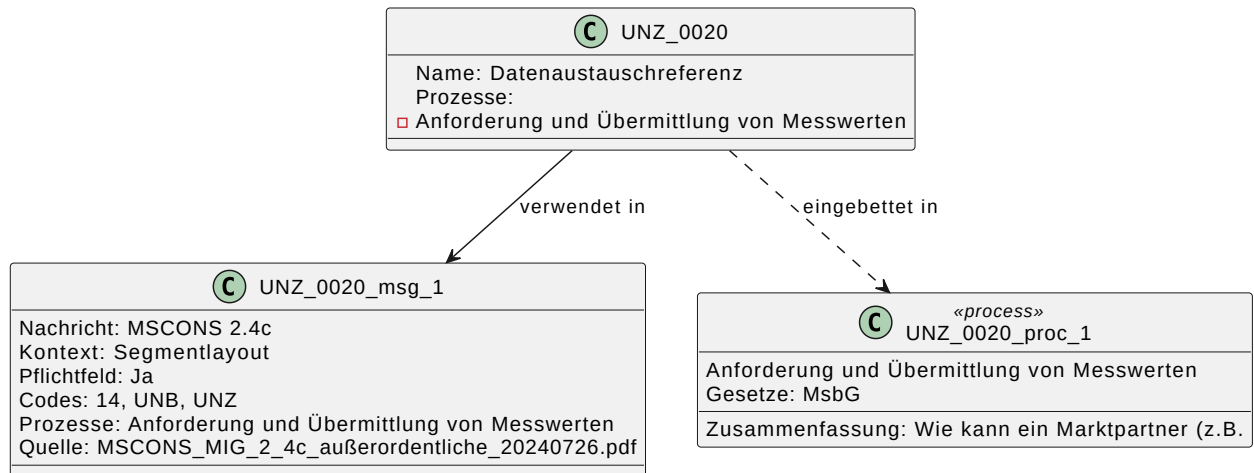 C UNZ_0020
Name: Datenaustauschreferenz
Prozesse:
Anforderung und Übermittlung von Messwerten
verwendet in
eingebettet in
C UNZ_0020_msg_1
Nachricht: MSCONS 2.4c
Kontext: Segmentlayout
Pflichtfeld: Ja
Codes: 14, UNB, UNZ
Prozesse: Anforderung und Übermittlung von Messwerten
Quelle: MSCONS_MIG_2_4c_außerordentliche_20240726.pdf
«process»
C UNZ_0020_proc_1
Anforderung und Übermittlung von Messwerten
Gesetze: MsbG
Zusammenfassung: Wie kann ein Marktpartner (z.B.